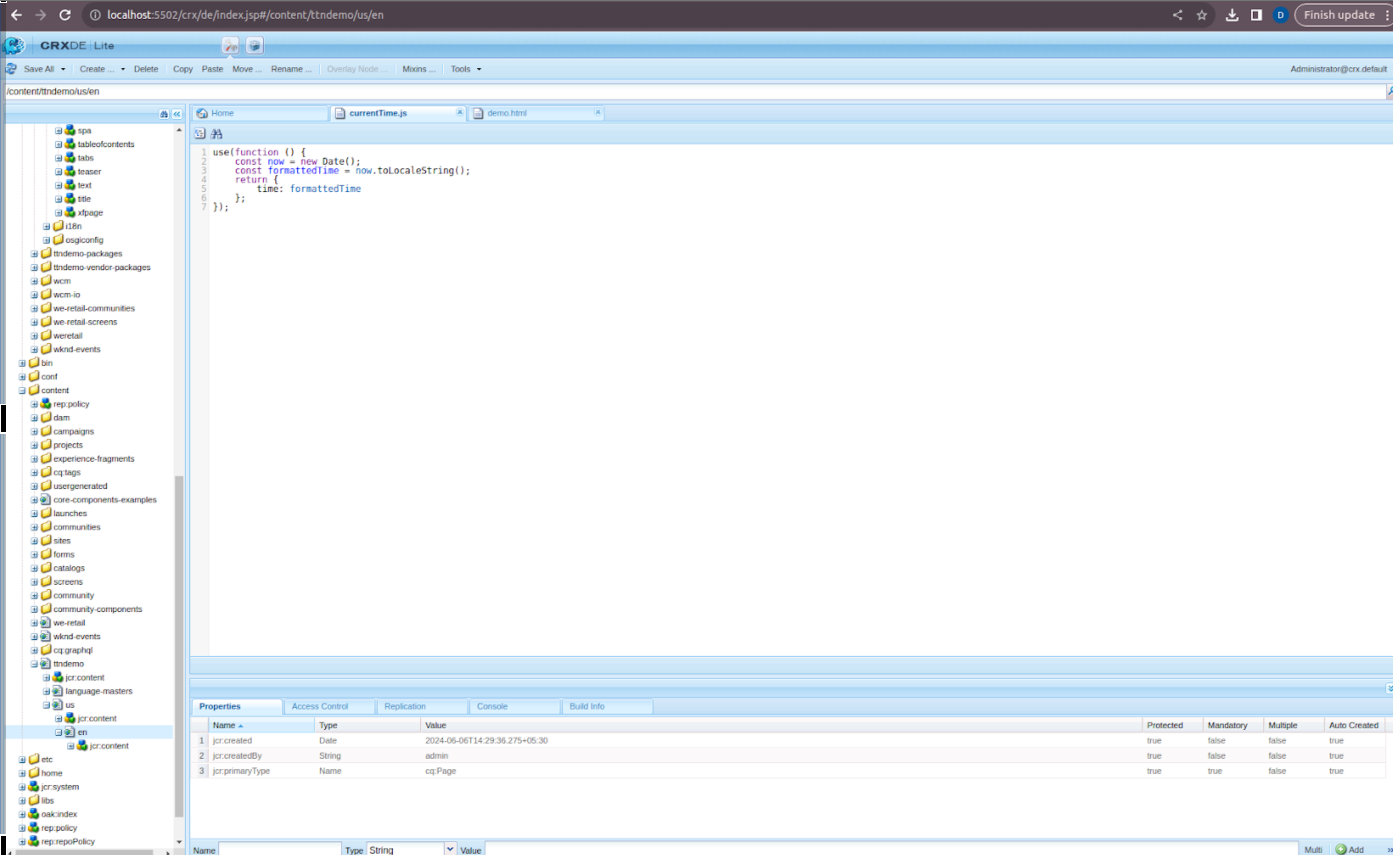 localhost:5502/crx/de/index.jsp#/content/ttndemo/us/en
D
Finish update
CRXDE | Lite
Save All
Create ...
Delete
Copy
Paste
Move ...
Rename ...
Overlay Node ...
Mixins ...
Tools
Administrator@crx.default
/content/ttndemo/us/en
spa
tableofcontents
tabs
teaser
text
title
xfpage
i18n
osgiconfig
ttndemo-packages
ttndemo-vendor-packages
wcm
wcm-io
we-retail-communities
we-retail-screens
weretail
wknd-events
bin
conf
content
rep:policy
dam
campaigns
projects
experience-fragments
cq:tags
usergenerated
core-components-examples
launches
communities
sites
forms
catalogs
screens
community
community-components
we-retail
wknd-events
cq:graphql
ttndemo
jcr:content
language-masters
us
jcr:content
en
jcr:content
etc
home
jcr:system
libs
oak:index
rep:policy
rep:repoPolicy
Home
currentTime.js
demo.html
1 use(function () {
2 const now = new Date();
3 const formattedTime = now.toLocaleString();
4 return {
5 time: formattedTime
6 };
7 });
Properties
Access Control
Replication
Console
Build Info
Name Type Value Protected Mandatory Multiple Auto Created
1 jcr:created Date 2024-06-06T14:29:36.275+05:30 true false false true
2 jcr:createdBy String admin true false false true
3 jcr:primaryType Name cq:Page true true false true
Name Type String Value Multi Add